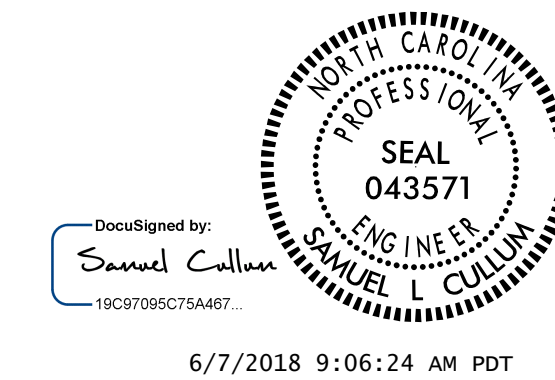 NORTH CAROLINA
PROFESSIONAL
SEAL
043571
ENGINEER
SAMUEL L CULLUM
DocuSigned by:
Samuel Cullum
19C97095C75A467...
6/7/2018 9:06:24 AM PDT